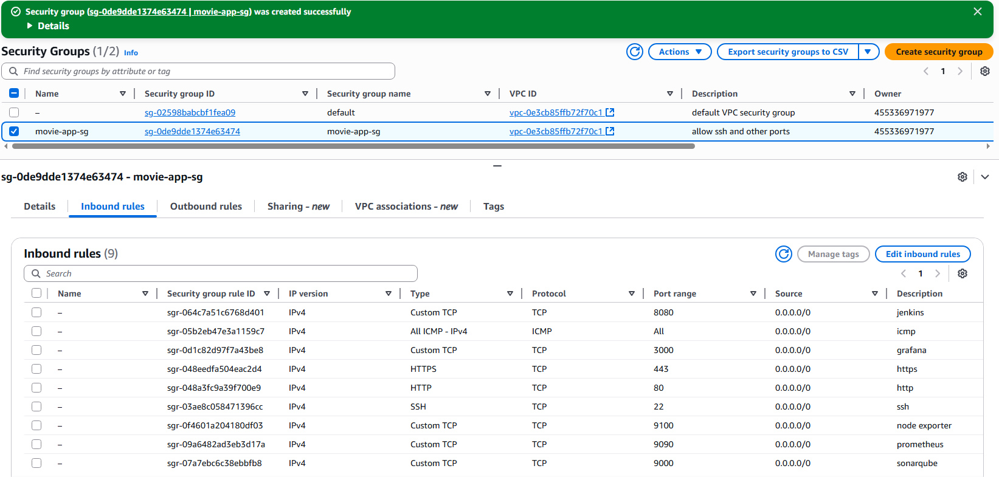 Security group (sg-0de9dde1374e63474 | movie-app-sg) was created successfully
Details
Security Groups (1/2) Info
Actions
Export security groups to CSV
Create security group
Find security groups by attribute or tag
1
Name Security group ID Security group name VPC ID Description Owner
– sg-02598babcbf1fea09 default vpc-0e3cb85ffb72f70c1 default VPC security group 455336971977
movie-app-sg sg-0de9dde1374e63474 movie-app-sg vpc-0e3cb85ffb72f70c1 allow ssh and other ports 455336971977
sg-0de9dde1374e63474 - movie-app-sg
Details Inbound rules Outbound rules Sharing - new VPC associations - new Tags
Inbound rules (9)
Manage tags
Edit inbound rules
Search
1
Name Security group rule ID IP version Type Protocol Port range Source Description
– sgr-064c7a51c6768d401 IPv4 Custom TCP TCP 8080 0.0.0.0/0 jenkins
– sgr-05b2eb47e3a1159c7 IPv4 All ICMP - IPv4 ICMP All 0.0.0.0/0 icmp
– sgr-0d1c82d97f7a43be8 IPv4 Custom TCP TCP 3000 0.0.0.0/0 grafana
– sgr-048eedfa504eac2d4 IPv4 HTTPS TCP 443 0.0.0.0/0 https
– sgr-048a3fc9a39f700e9 IPv4 HTTP TCP 80 0.0.0.0/0 http
– sgr-03ae8c058471396cc IPv4 SSH TCP 22 0.0.0.0/0 ssh
– sgr-0f4601a204180df03 IPv4 Custom TCP TCP 9100 0.0.0.0/0 node exporter
– sgr-09a6482ad3eb3d17a IPv4 Custom TCP TCP 9090 0.0.0.0/0 prometheus
– sgr-07a7ebc6c38ebbfb8 IPv4 Custom TCP TCP 9000 0.0.0.0/0 sonarqube